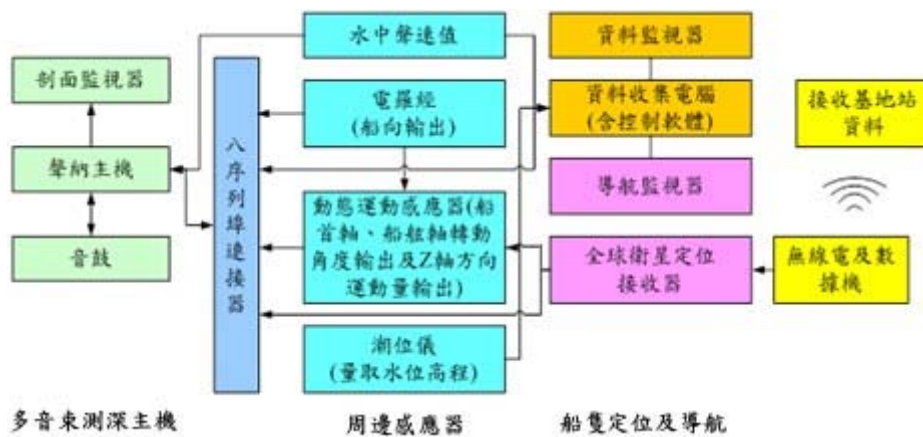 剖面監視器
聲納主機
音鼓
八序列埠連接器
水中聲速值
電羅經
(船向輸出)
動態運動感應器(船
首軸、船舷軸轉動
角度輸出及Z軸方向
運動量輸出)
潮位儀
(量取水位高程)
資料監視器
資料收集電腦
(含控制軟體)
導航監視器
全球衛星定位
接收器
接收基地站
資料
無線電及數
據機
多音束測深主機
周邊感應器
船隻定位及導航